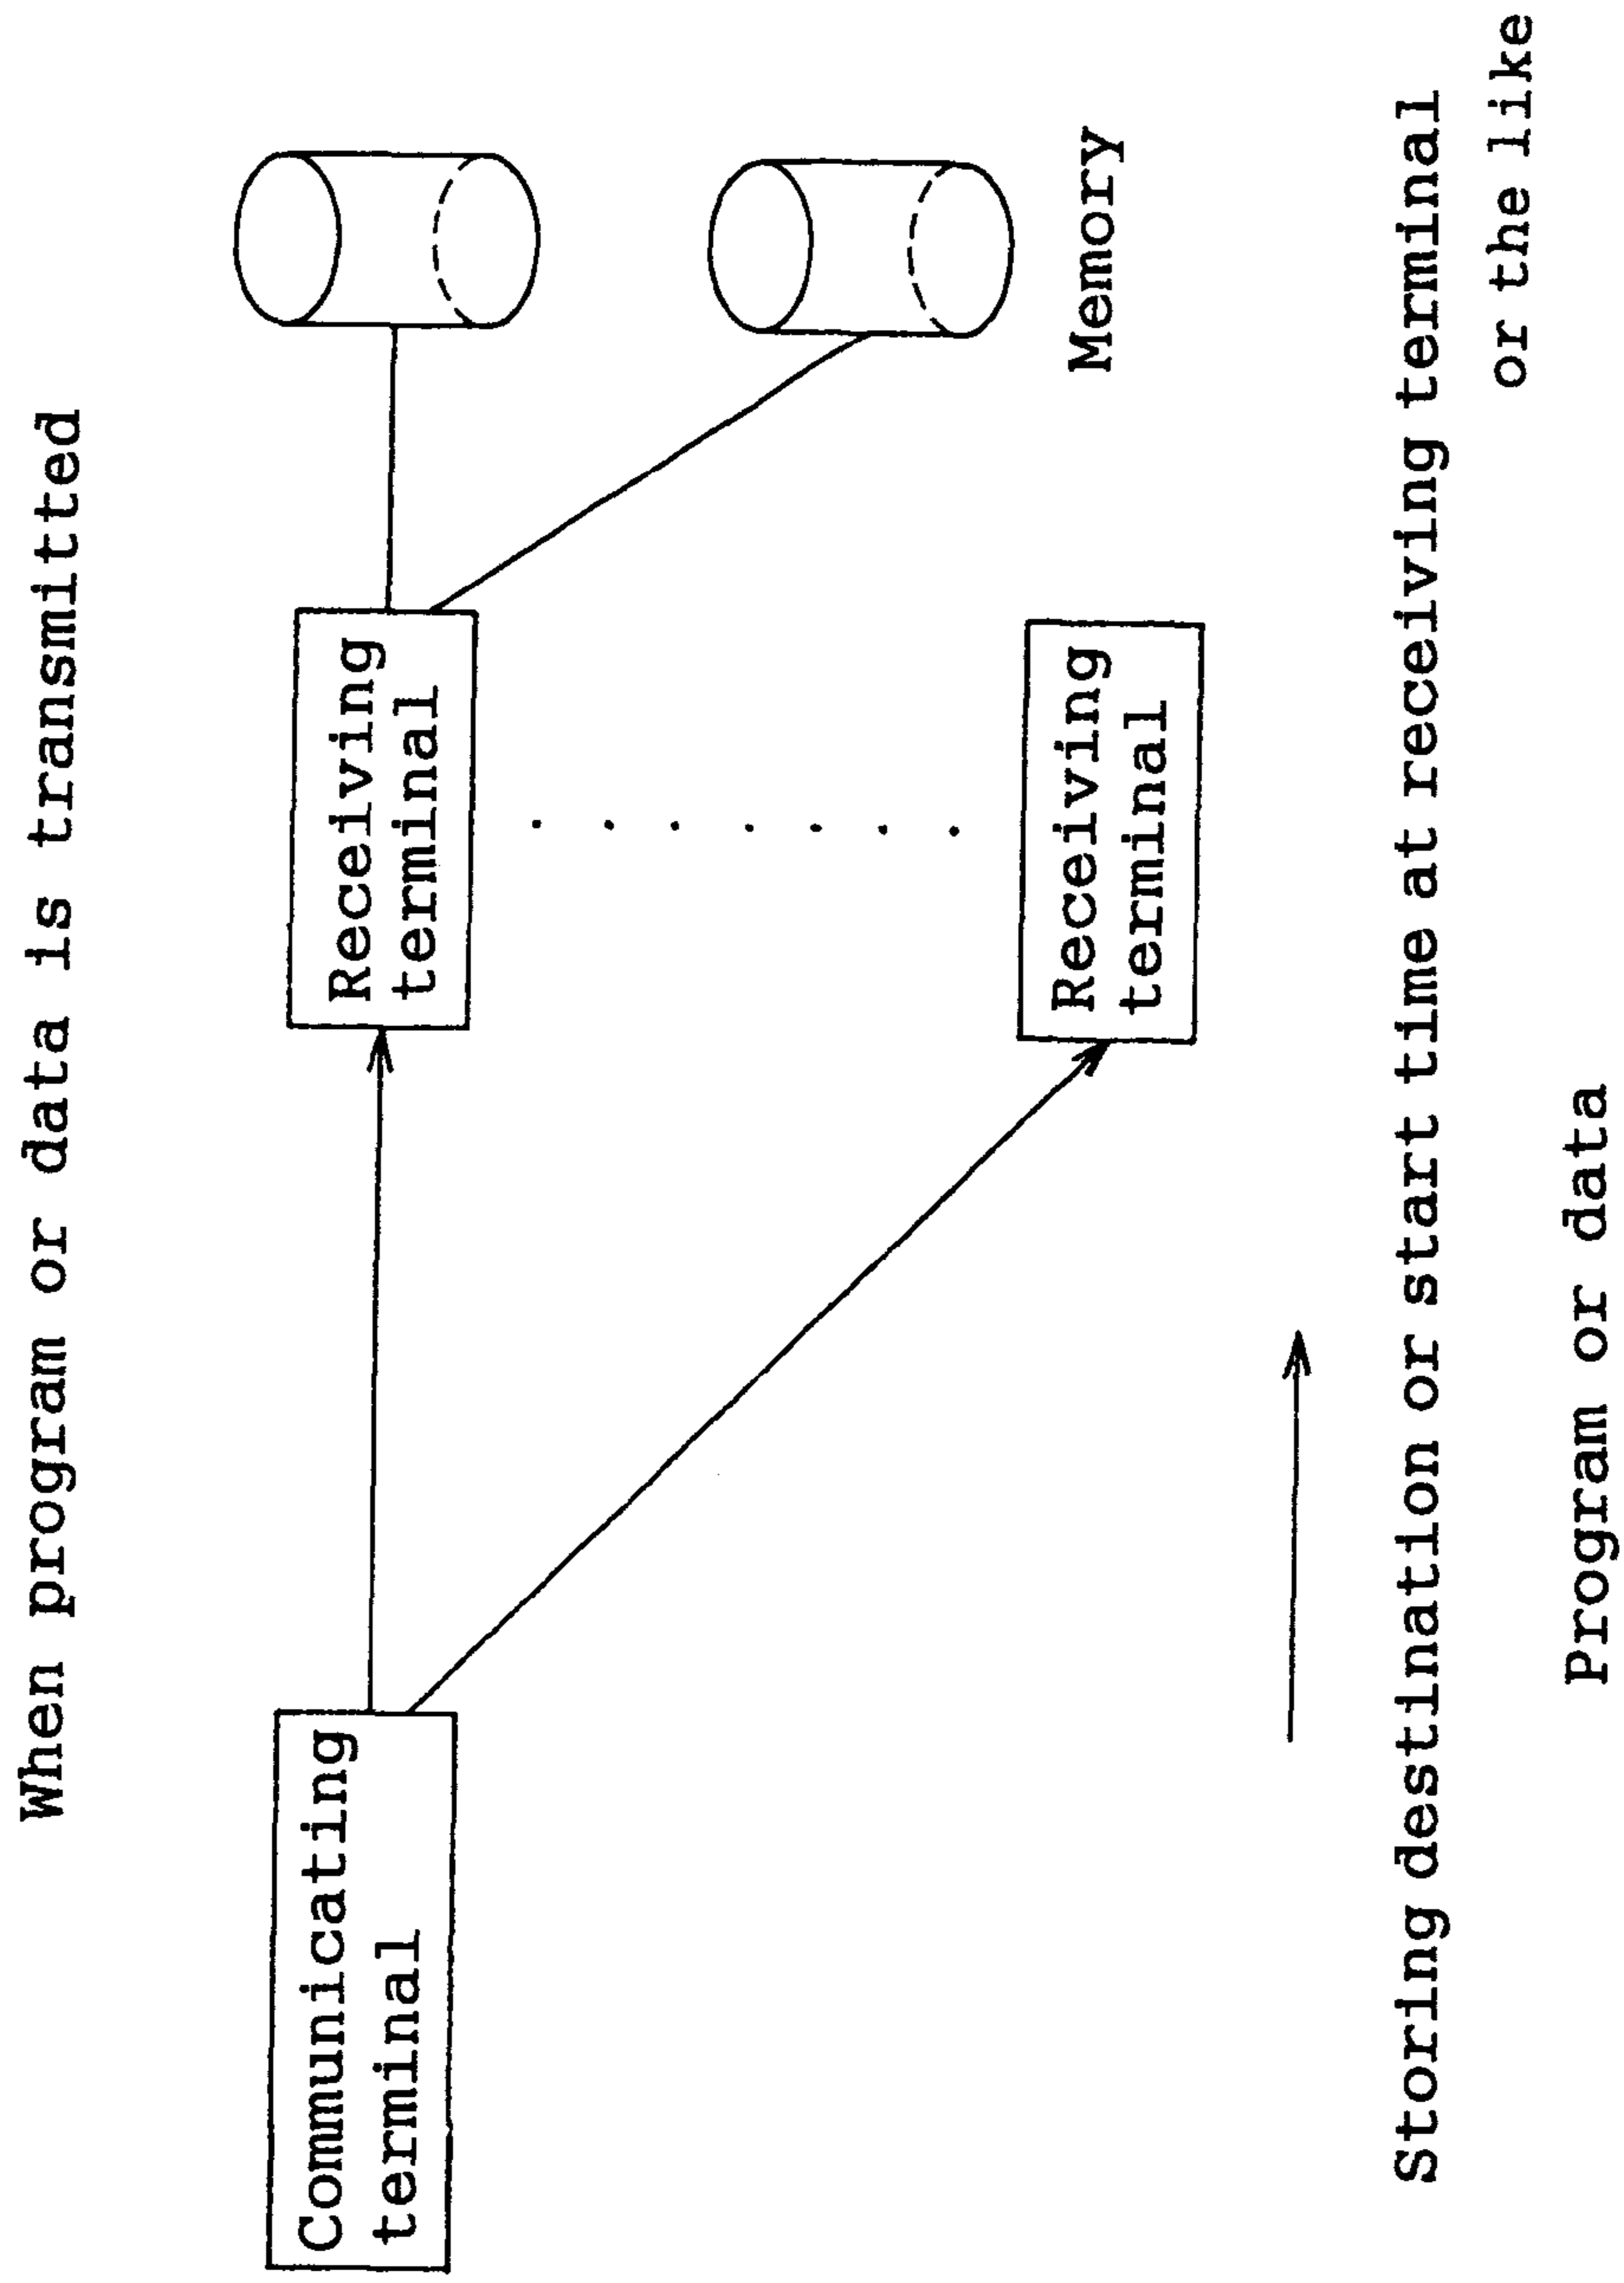 When program or data is transmitted
Communicating
terminal
Receiving
terminal
Receiving
terminal
Memory
Storing destination or start time at receiving terminal
or the like
Program or data